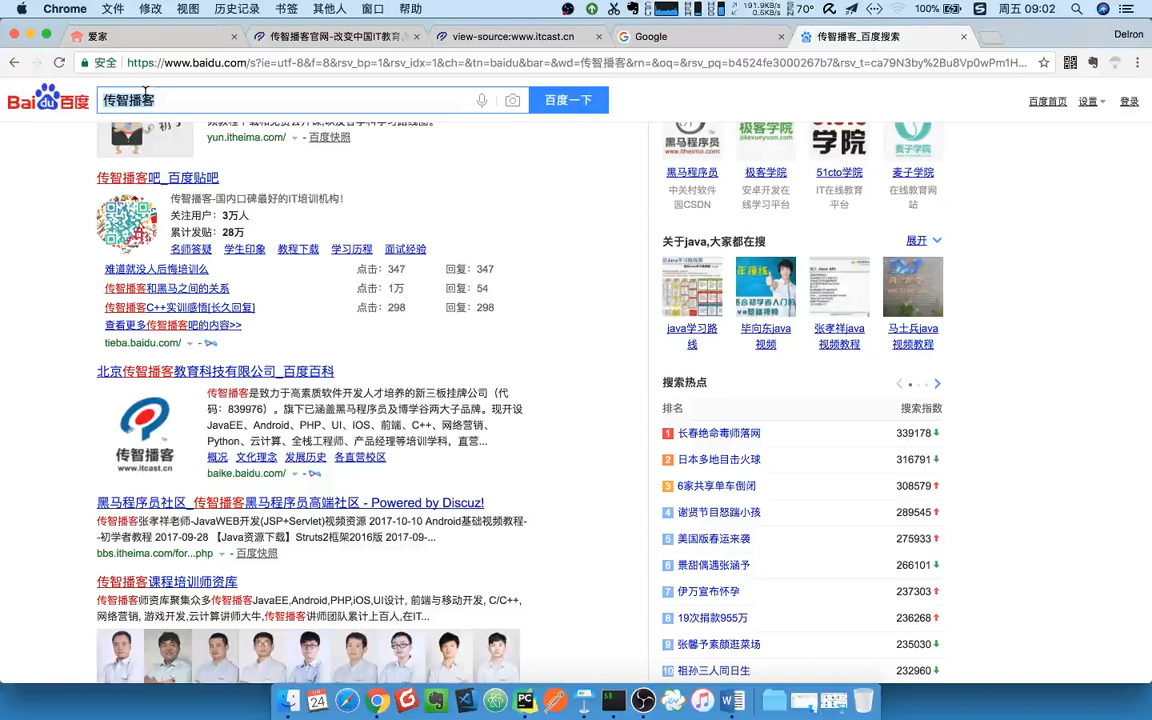 Chrome 文件 修改 视图 历史记录 书签 其他人 窗口 帮助
191.9KB/s
0.5KB/s
70°
100%
周五 09:02
爱家
传智播客官网-改变中国IT教育,
view-source:www.itcast.cn
Google
传智播客_百度搜索
Delron
安全 https://www.baidu.com/s?ie=utf-8&f=8&rsv_bp=1&rsv_idx=1&ch=&tn=baidu&bar=&wd=传智播客&rn=&oq=&rsv_pq=b4524fe3000267b7&rsv_t=ca79N3by%2Bu8Vp0wPm1H...
Bai百度
传智播客
百度一下
百度首页 设置 登录
yun.itheima.com/ - 百度快照
传智播客吧_百度贴吧
传智播客-国内口碑最好的IT培训机构!
关注用户：3万人
累计发贴：28万
名师答疑 学生印象 教程下载 学习历程 面试经验
难道就没人后悔培训么 点击：347 回复：347
传智播客和黑马之间的关系 点击：1万 回复：54
传智播客C++实训感悟[长久回复] 点击：298 回复：298
查看更多传智播客吧的内容>>
tieba.baidu.com/ -
北京传智播客教育科技有限公司_百度百科
传智播客是致力于高素质软件开发人才培养的新三板挂牌公司（代
码：839976）。旗下已涵盖黑马程序员及博学谷两大子品牌。现开设
JavaEE、Android、PHP、UI、IOS、前端、C++、网络营销、
Python、云计算、全栈工程师、产品经理等培训学科，直营...
概况 文化理念 发展历史 各直营校区
baike.baidu.com/ -
传智播客
www.itcast.cn
黑马程序员社区_传智播客黑马程序员高端社区 - Powered by Discuz!
传智播客张孝祥老师-JavaWEB开发(JSP+Servlet)视频资源 2017-10-10 Android基础视频教程-
-初学者教程 2017-09-28 【Java资源下载】Struts2框架2016版 2017-09-...
bbs.itheima.com/for...php - 百度快照
传智播客课程培训师资库
传智播客师资库聚集众多传智播客JavaEE,Android,PHP,iOS,UI设计, 前端与移动开发, C/C++,
网络营销, 游戏开发,云计算讲师大牛,传智播客讲师团队累计上百人,在IT...
黑马程序员
www.itheima.com
极客学院
jikexueyuan.com
学院
黑马程序员 极客学院 51cto学院 麦子学院
中关村软件 安卓开发在 IT在线教育 在线教育网
园CSDN 线学习平台 平台 站
关于java,大家都在搜 展开
java学习路 毕向东java 张孝祥java 马士兵java
线 视频 视频教程 视频教程
搜索热点
排名 搜索指数
1 长春绝命毒师落网 339178
2 日本多地目击火球 316791
3 6家共享单车倒闭 308579
4 谢贤节目怒踹小孩 289545
5 美国版春运来袭 275933
6 景甜偶遇张涵予 266101
7 伊万宣布怀孕 237303
8 19次捐款955万 236268
9 张馨予素颜逛菜场 235030
10 祖孙三人同日生 232960
24
PC